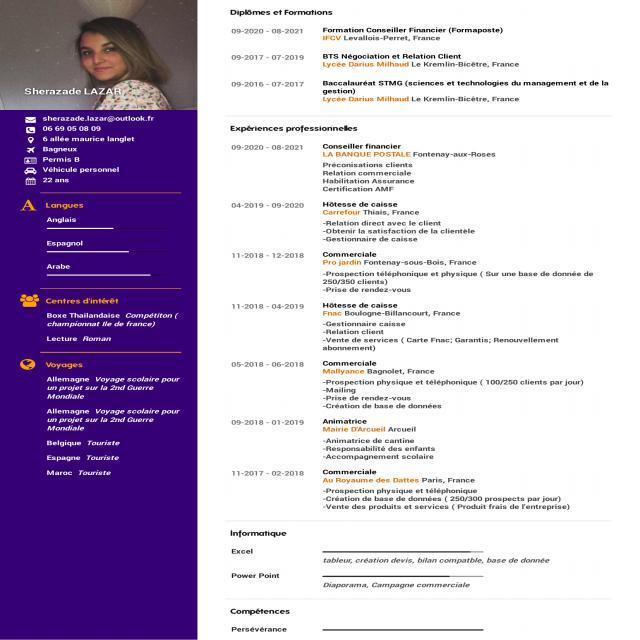 Sherazade LAZAR
sherazade.lazar@outlook.fr
06 69 05 08 09
6 allée maurice langlet
Bagneux
Permis B
Véhicule personnel
22 ans
Langues
Anglais
Espagnol
Arabe
Centres d'intérêt
Boxe Thaïlandaise Compétiton (
championnat Ile de france)
Lecture Roman
Voyages
Allemagne Voyage scolaire pour
un projet sur la 2nd Guerre
Mondiale
Allemagne Voyage scolaire pour
un projet sur la 2nd Guerre
Mondiale
Belgique Touriste
Espagne Touriste
Maroc Touriste
Diplômes et Formations
09-2020 - 08-2021 Formation Conseiller Financier (Formaposte)
IFCV Levallois-Perret, France
09-2017 - 07-2019 BTS Négociation et Relation Client
Lycée Darius Milhaud Le Kremlin-Bicêtre, France
09-2016 - 07-2017 Baccalauréat STMG (sciences et technologies du management et de la
gestion)
Lycée Darius Milhaud Le Kremlin-Bicêtre, France
Expériences professionnelles
09-2020 - 08-2021 Conseiller financier
LA BANQUE POSTALE Fontenay-aux-Roses
Préconisations clients
Relation commerciale
Habilitation Assurance
Certification AMF
04-2019 - 09-2020 Hôtesse de caisse
Carrefour Thiais, France
-Relation direct avec le client
-Obtenir la satisfaction de la clientèle
-Gestionnaire de caisse
11-2018 - 12-2018 Commerciale
Pro jardin Fontenay-sous-Bois, France
-Prospection téléphonique et physique ( Sur une base de donnée de
250/350 clients)
-Prise de rendez-vous
11-2018 - 04-2019 Hôtesse de caisse
Fnac Boulogne-Billancourt, France
-Gestionnaire caisse
-Relation client
-Vente de services ( Carte Fnac; Garantis; Renouvellement
abonnement)
05-2018 - 06-2018 Commerciale
Mallyance Bagnolet, France
-Prospection physique et téléphonique ( 100/250 clients par jour)
-Mailing
-Prise de rendez-vous
-Création de base de données
09-2018 - 01-2019 Animatrice
Mairie D'Arcueil Arcueil
-Animatrice de cantine
-Responsabilité des enfants
-Accompagnement scolaire
11-2017 - 02-2018 Commerciale
Au Royaume des Dattes Paris, France
-Prospection physique et téléphonique
-Création de base de données ( 250/300 prospects par jour)
-Vente des produits et services ( Produit frais de l'entreprise)
Informatique
Excel
tableur, création devis, bilan compatble, base de donnée
Power Point
Diaporama, Campagne commerciale
Compétences
Persévérance